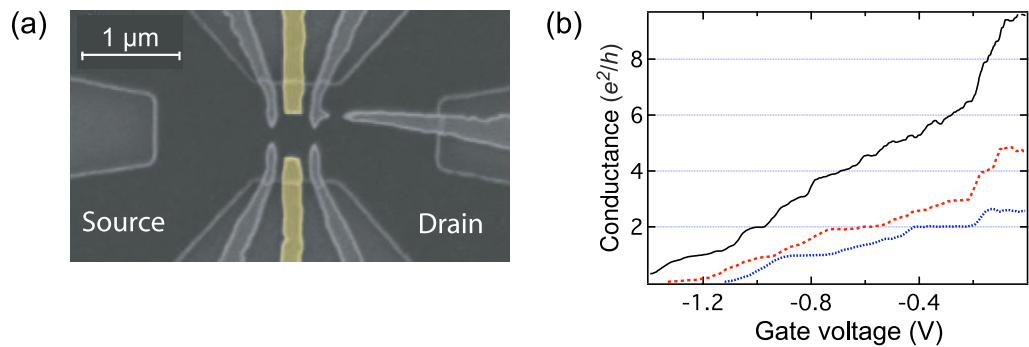 (a)
1 µm
Source
Drain
(b)
Conductance (e²/h)
8
6
4
2
-1.2
-0.8
-0.4
Gate voltage (V)